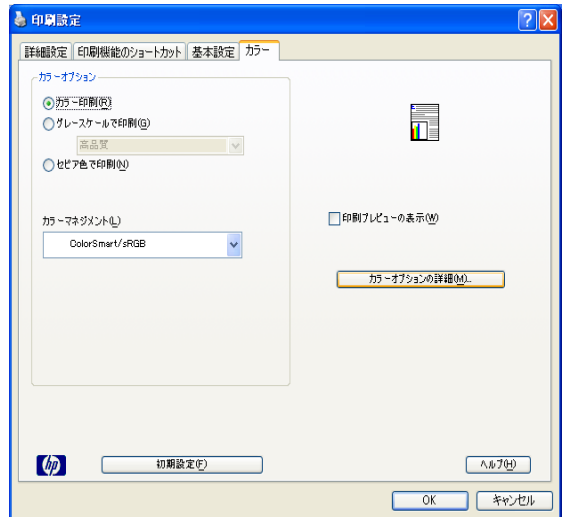 印刷設定
詳細設定 印刷機能のショートカット 基本設定 カラー
カラーオプション
カラー印刷(R)
グレースケールで印刷(G)
高品質
セピア色で印刷(N)
カラーマネジメント(L)
ColorSmart/sRGB
印刷プレビューの表示(W)
カラーオプションの詳細(M)...
hp
初期設定(F)
ヘルプ(H)
OK キャンセル